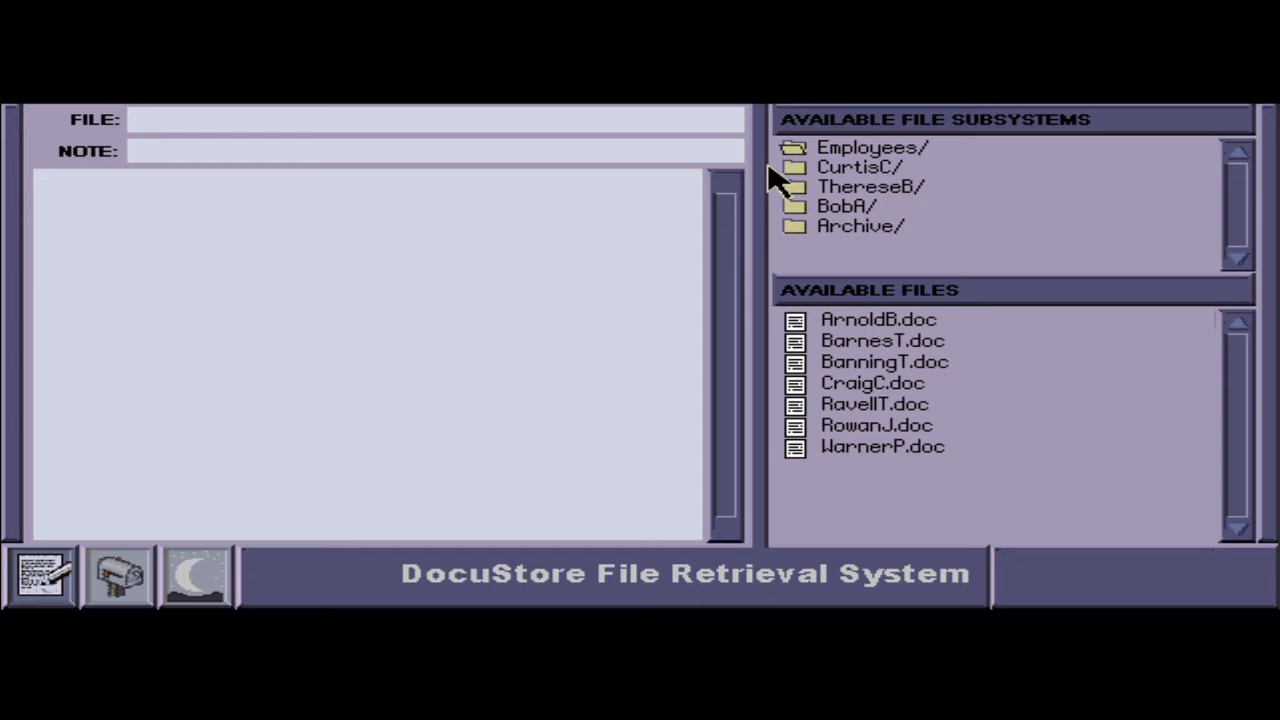 FILE:
NOTE:
AVAILABLE FILE SUBSYSTEMS
Employees/
CurtisC/
ThereseB/
BobA/
Archive/
AVAILABLE FILES
ArnoldB.doc
BarnesT.doc
BanningT.doc
CraigC.doc
RavellT.doc
RowanJ.doc
WarnerP.doc
DocuStore File Retrieval System